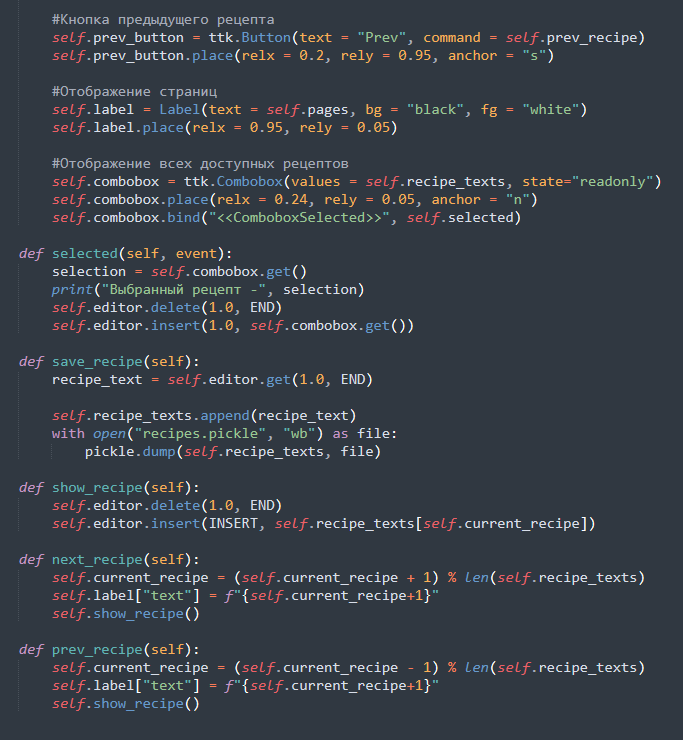 #Кнопка предыдущего рецепта
self.prev_button = ttk.Button(text = "Prev", command = self.prev_recipe)
self.prev_button.place(relx = 0.2, rely = 0.95, anchor = "s")

#Отображение страниц
self.label = Label(text = self.pages, bg = "black", fg = "white")
self.label.place(relx = 0.95, rely = 0.05)

#Отображение всех доступных рецептов
self.combobox = ttk.Combobox(values = self.recipe_texts, state="readonly")
self.combobox.place(relx = 0.24, rely = 0.05, anchor = "n")
self.combobox.bind("<<ComboboxSelected>>", self.selected)

def selected(self, event):
    selection = self.combobox.get()
    print("Выбранный рецепт -", selection)
    self.editor.delete(1.0, END)
    self.editor.insert(1.0, self.combobox.get())

def save_recipe(self):
    recipe_text = self.editor.get(1.0, END)

    self.recipe_texts.append(recipe_text)
    with open("recipes.pickle", "wb") as file:
        pickle.dump(self.recipe_texts, file)

def show_recipe(self):
    self.editor.delete(1.0, END)
    self.editor.insert(INSERT, self.recipe_texts[self.current_recipe])

def next_recipe(self):
    self.current_recipe = (self.current_recipe + 1) % len(self.recipe_texts)
    self.label["text"] = f"{self.current_recipe+1}"
    self.show_recipe()

def prev_recipe(self):
    self.current_recipe = (self.current_recipe - 1) % len(self.recipe_texts)
    self.label["text"] = f"{self.current_recipe+1}"
    self.show_recipe()